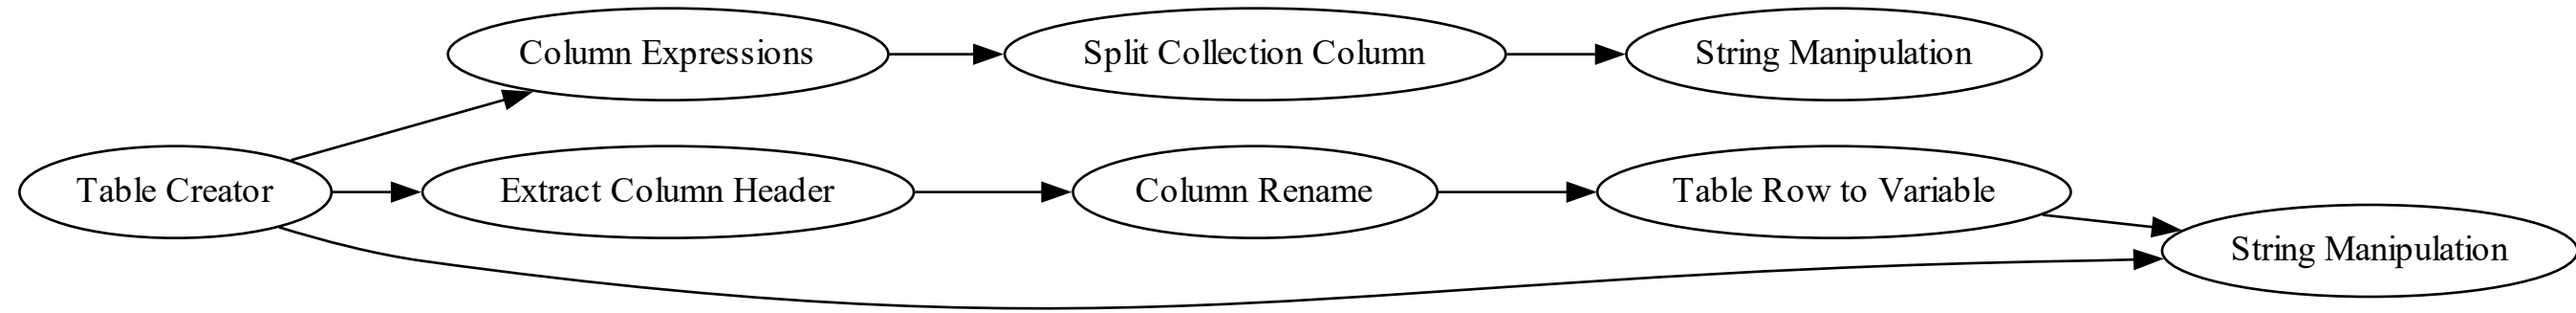 Column Expressions
Split Collection Column
String Manipulation
Table Creator
Extract Column Header
Column Rename
Table Row to Variable
String Manipulation